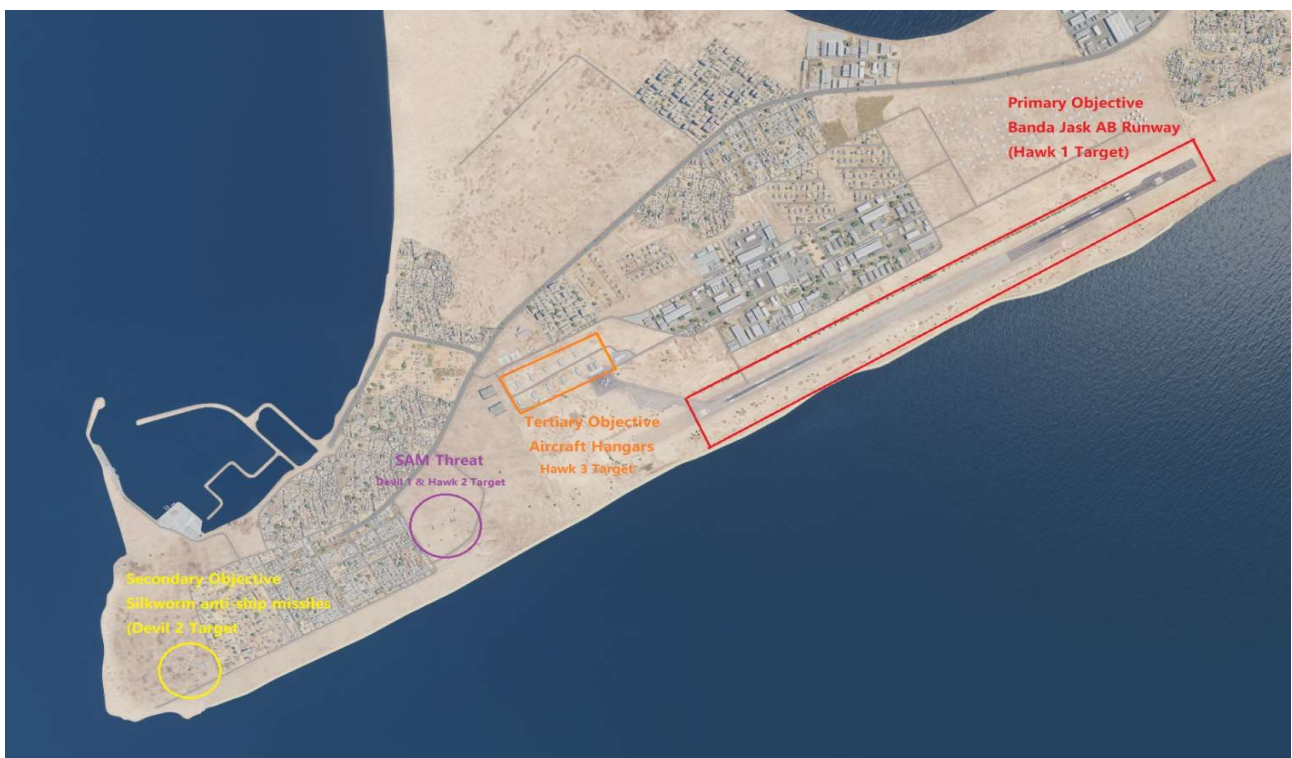 Primary Objective
Banda Jask AB Runway
(Hawk 1 Target)
Tertiary Objective
Aircraft Hangars
Hawk 3 Target
SAM Threat
Devil 1 & Hawk 2 Target
Secondary Objective
Silkworm anti-ship missiles
(Devil 2 Target